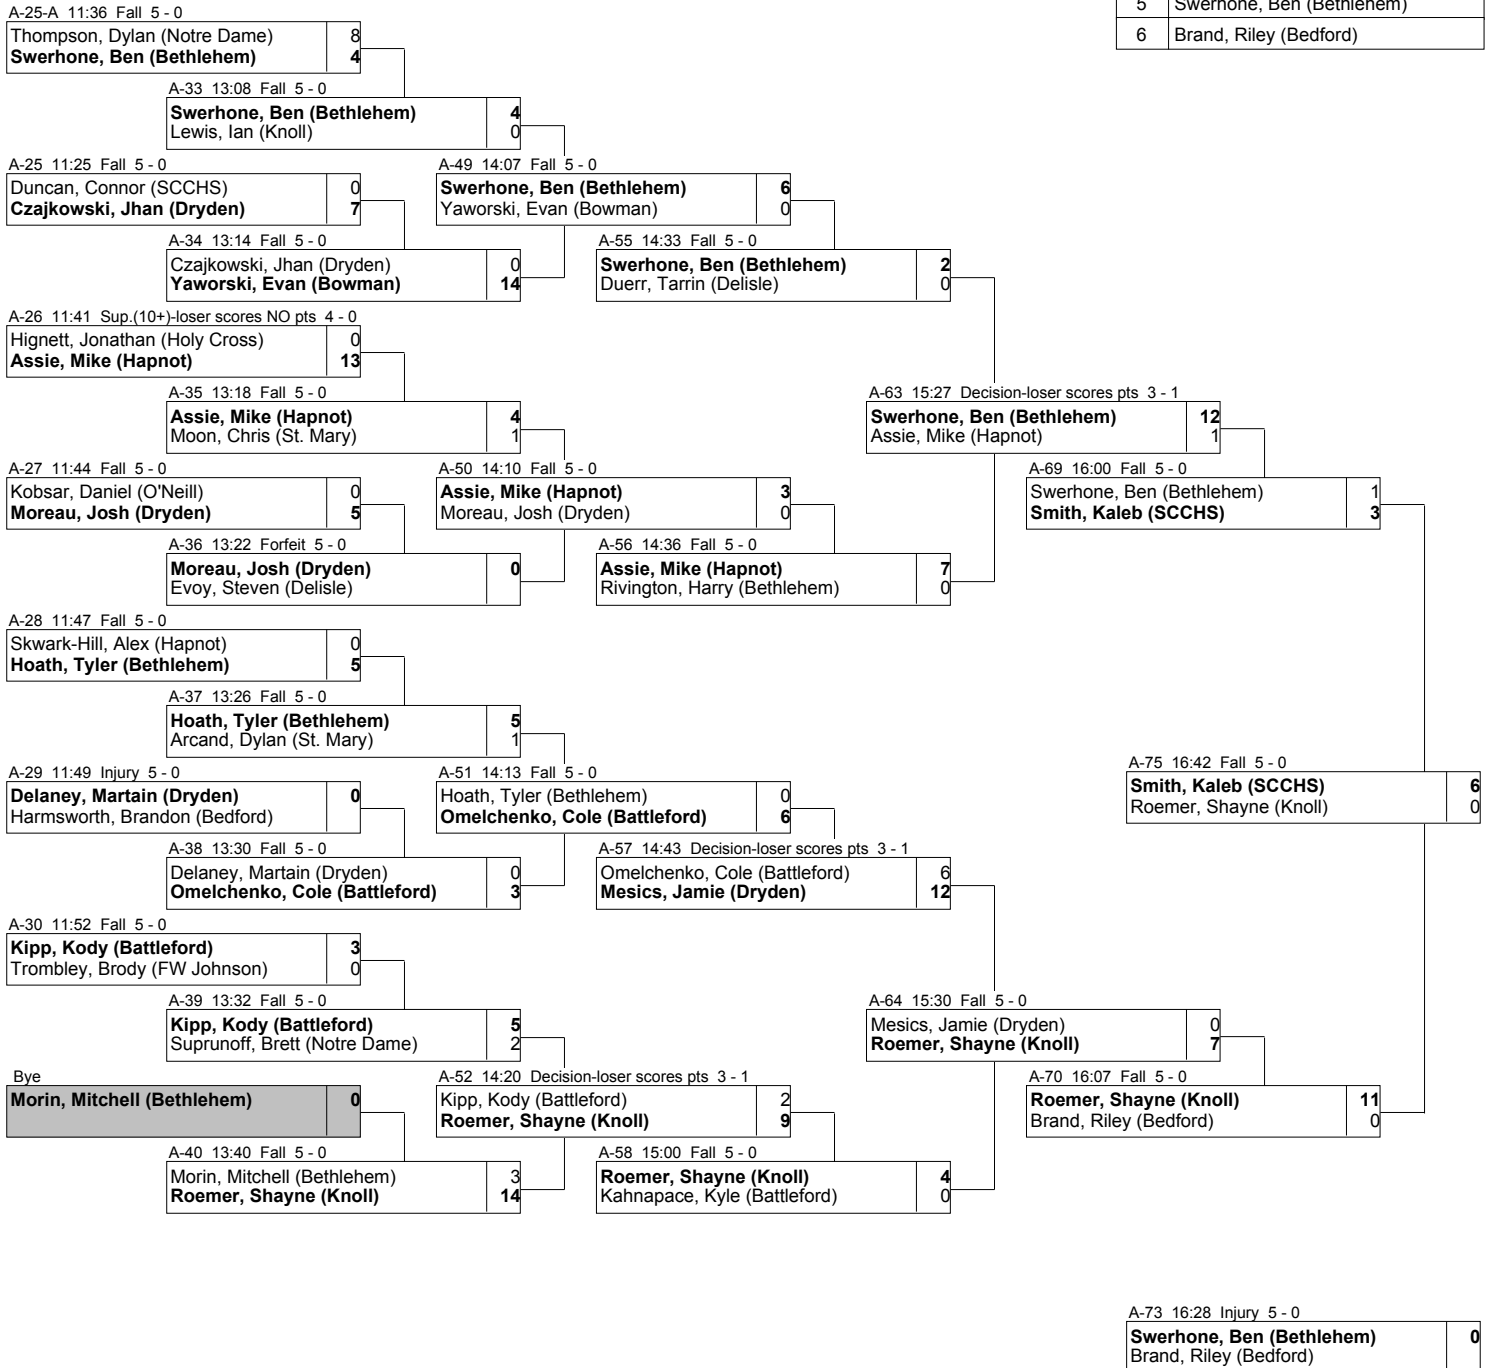 5 Swerhone, Ben (Bethlehem)
6 Brand, Riley (Bedford)
A-25-A 11:36 Fall 5 - 0
Thompson, Dylan (Notre Dame) 8
Swerhone, Ben (Bethlehem) 4
A-33 13:08 Fall 5 - 0
Swerhone, Ben (Bethlehem) 4
Lewis, Ian (Knoll) 0
A-25 11:25 Fall 5 - 0
Duncan, Connor (SCCHS) 0
Czajkowski, Jhan (Dryden) 7
A-49 14:07 Fall 5 - 0
Swerhone, Ben (Bethlehem) 6
Yaworski, Evan (Bowman) 0
A-34 13:14 Fall 5 - 0
Czajkowski, Jhan (Dryden) 0
Yaworski, Evan (Bowman) 14
A-55 14:33 Fall 5 - 0
Swerhone, Ben (Bethlehem) 2
Duerr, Tarrin (Delisle) 0
A-26 11:41 Sup.(10+)-loser scores NO pts 4 - 0
Hignett, Jonathan (Holy Cross) 0
Assie, Mike (Hapnot) 13
A-35 13:18 Fall 5 - 0
Assie, Mike (Hapnot) 4
Moon, Chris (St. Mary) 1
A-63 15:27 Decision-loser scores pts 3 - 1
Swerhone, Ben (Bethlehem) 12
Assie, Mike (Hapnot) 1
A-27 11:44 Fall 5 - 0
Kobsar, Daniel (O'Neill) 0
Moreau, Josh (Dryden) 5
A-50 14:10 Fall 5 - 0
Assie, Mike (Hapnot) 3
Moreau, Josh (Dryden) 0
A-69 16:00 Fall 5 - 0
Swerhone, Ben (Bethlehem) 1
Smith, Kaleb (SCCHS) 3
A-36 13:22 Forfeit 5 - 0
Moreau, Josh (Dryden) 0
Evoy, Steven (Delisle)
A-56 14:36 Fall 5 - 0
Assie, Mike (Hapnot) 7
Rivington, Harry (Bethlehem) 0
A-28 11:47 Fall 5 - 0
Skwark-Hill, Alex (Hapnot) 0
Hoath, Tyler (Bethlehem) 5
A-37 13:26 Fall 5 - 0
Hoath, Tyler (Bethlehem) 5
Arcand, Dylan (St. Mary) 1
A-75 16:42 Fall 5 - 0
Smith, Kaleb (SCCHS) 6
Roemer, Shayne (Knoll) 0
A-29 11:49 Injury 5 - 0
Delaney, Martain (Dryden) 0
Harmsworth, Brandon (Bedford)
A-51 14:13 Fall 5 - 0
Hoath, Tyler (Bethlehem) 0
Omelchenko, Cole (Battleford) 6
A-38 13:30 Fall 5 - 0
Delaney, Martain (Dryden) 0
Omelchenko, Cole (Battleford) 3
A-57 14:43 Decision-loser scores pts 3 - 1
Omelchenko, Cole (Battleford) 6
Mesics, Jamie (Dryden) 12
A-30 11:52 Fall 5 - 0
Kipp, Kody (Battleford) 3
Trombley, Brody (FW Johnson) 0
A-39 13:32 Fall 5 - 0
Kipp, Kody (Battleford) 5
Suprunoff, Brett (Notre Dame) 2
A-64 15:30 Fall 5 - 0
Mesics, Jamie (Dryden) 0
Roemer, Shayne (Knoll) 7
Bye
Morin, Mitchell (Bethlehem) 0
A-52 14:20 Decision-loser scores pts 3 - 1
Kipp, Kody (Battleford) 2
Roemer, Shayne (Knoll) 9
A-70 16:07 Fall 5 - 0
Roemer, Shayne (Knoll) 11
Brand, Riley (Bedford) 0
A-40 13:40 Fall 5 - 0
Morin, Mitchell (Bethlehem) 3
Roemer, Shayne (Knoll) 14
A-58 15:00 Fall 5 - 0
Roemer, Shayne (Knoll) 4
Kahnapace, Kyle (Battleford) 0
A-73 16:28 Injury 5 - 0
Swerhone, Ben (Bethlehem) 0
Brand, Riley (Bedford)